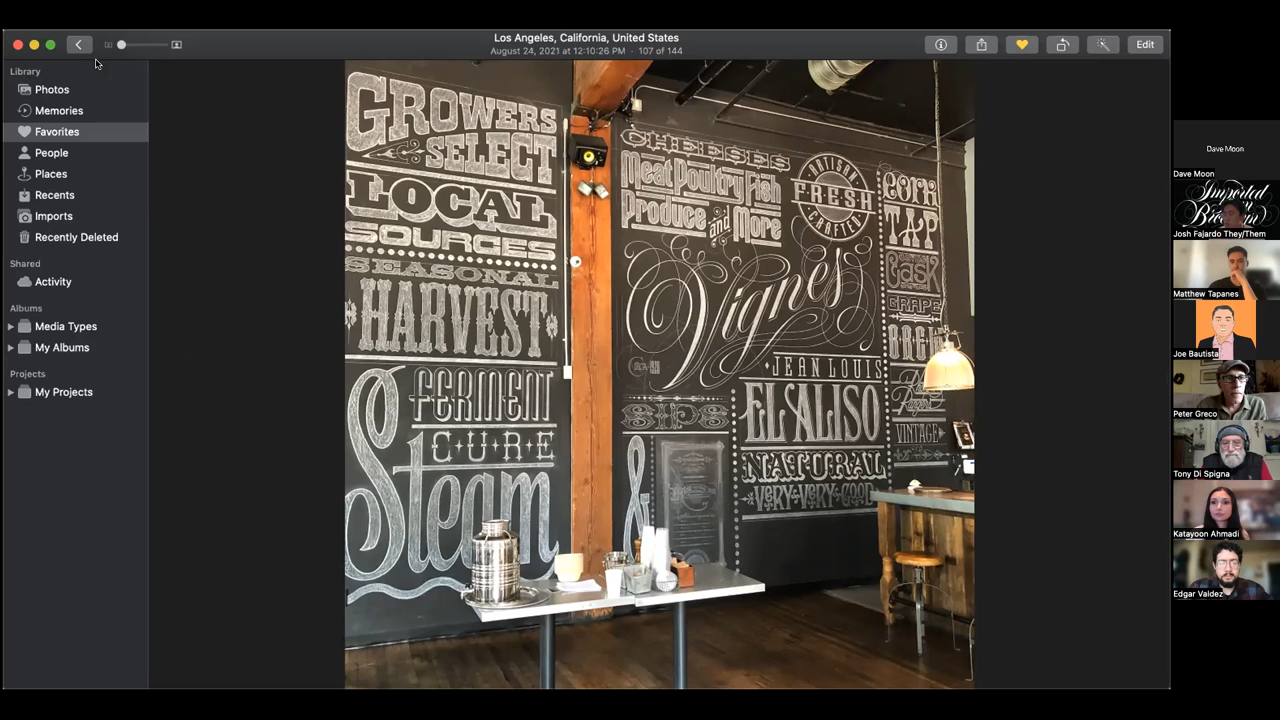 Los Angeles, California, United States
August 24, 2021 at 12:10:26 PM · 107 of 144
Edit
Library
Photos
Memories
Favorites
People
Places
Recents
Imports
Recently Deleted
Shared
Activity
Albums
Media Types
My Albums
Projects
My Projects
GROWERS
SELECT
LOCAL
SOURCES
SEASONAL
HARVEST
FERMENT
CURE
Steam
CHEESES
Meat Poultry Fish
Produce and More
ARTISAN
FRESH
CRAFTED
Vignes
JEAN LOUIS
EL ALISO
NATURAL
VERY·VERY·GOOD
SIPS
&
PORK
TAP
CASK
GRAPE
BREW
VINTAGE
Dave Moon
Dave Moon
Imported
Josh Fajardo They/Them
Matthew Tapanes
Joe Bautista
Peter Greco
Tony Di Spigna
Katayoon Ahmadi
Edgar Valdez